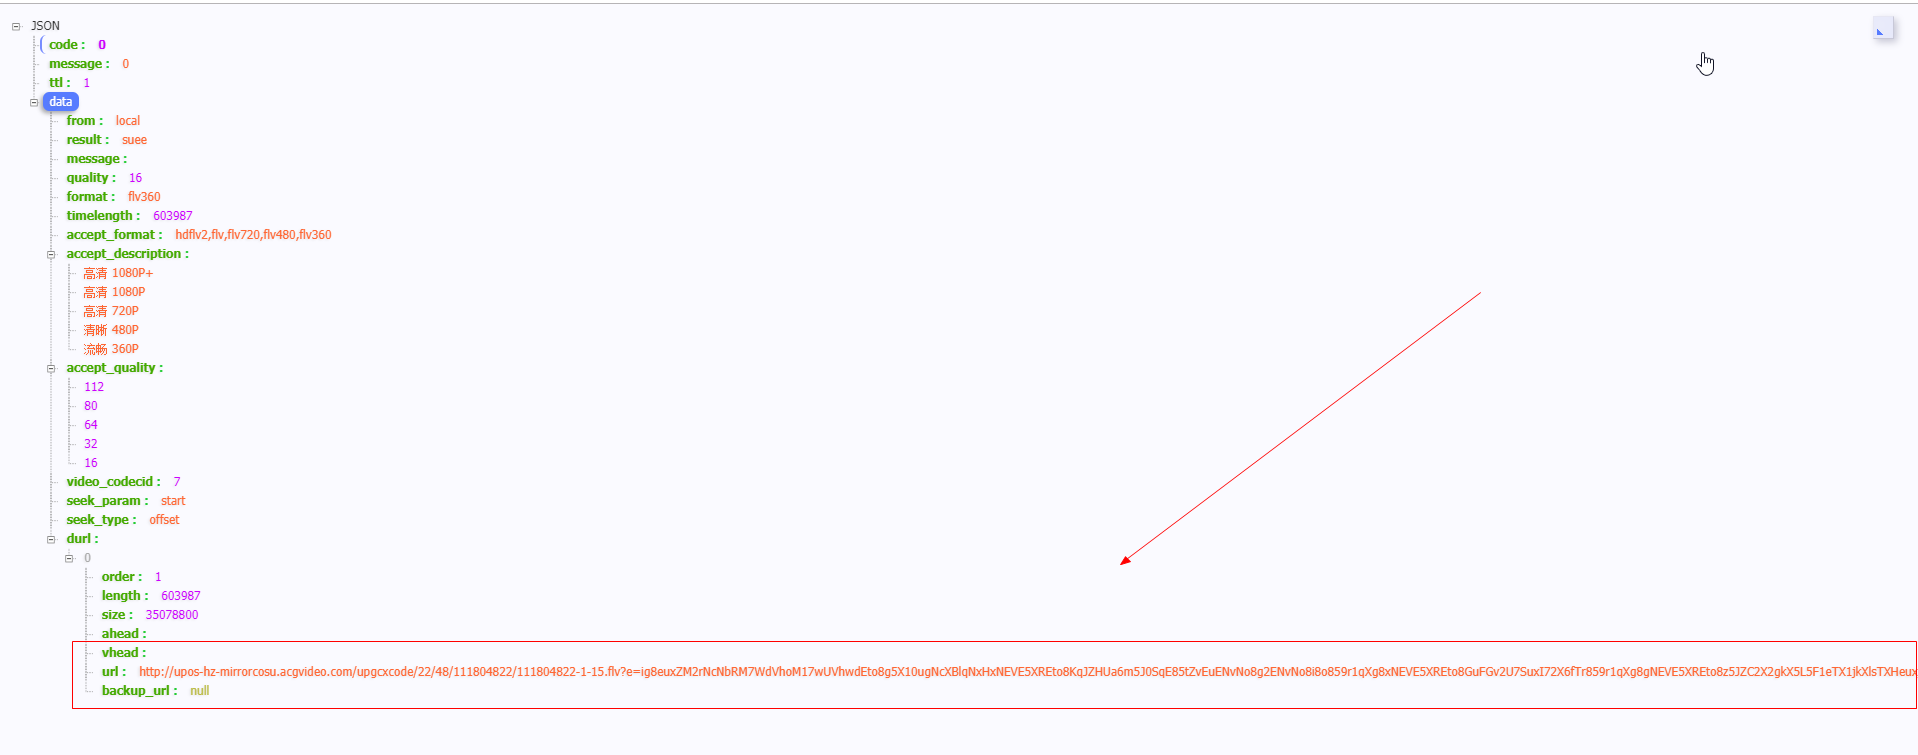 JSON
code : 0
message : 0
ttl : 1
data
from : local
result : suee
message :
quality : 16
format : flv360
timelength : 603987
accept_format : hdflv2,flv,flv720,flv480,flv360
accept_description :
高清 1080P+
高清 1080P
高清 720P
清晰 480P
流畅 360P
accept_quality :
112
80
64
32
16
video_codecid : 7
seek_param : start
seek_type : offset
durl :
0
order : 1
length : 603987
size : 35078800
ahead :
vhead :
url : http://upos-hz-mirrorcosu.acgvideo.com/upgcxcode/22/48/111804822/111804822-1-15.flv?e=ig8euxZM2rNcNbRM7WdVhoM17wUVhwdEto8g5X10ugNcXBlqNxHxNEVE5XREto8KqJZHUa6m5J0SqE85tZvEuENvNo8g2ENvNo8i8o859r1qXg8xNEVE5XREto8GuFGv2U7SuxI72X6fTr859r1qXg8gNEVE5XREto8z5JZC2X2gkX5L5F1eTX1jkXlsTXHeux
backup_url : null